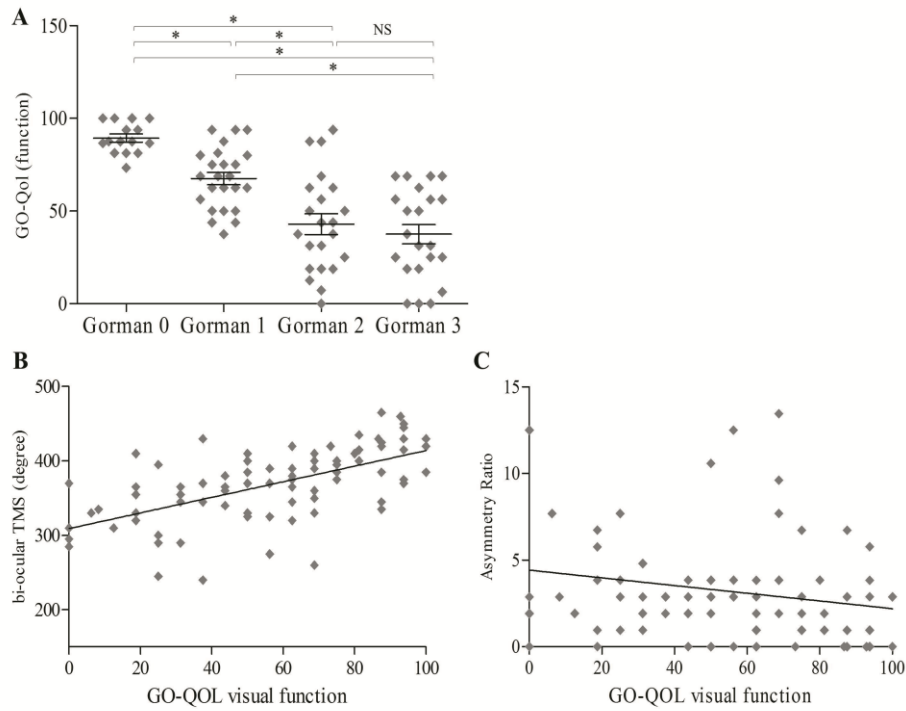 A
150
100
50
0
GO-Qol (function)
*
* * NS
*
*
Gorman 0 Gorman 1 Gorman 2 Gorman 3
B
500
400
300
200
bi-ocular TMS (degree)
0 20 40 60 80 100
GO-QOL visual function
C
15
10
5
0
Asymmetry Ratio
0 20 40 60 80 100
GO-QOL visual function